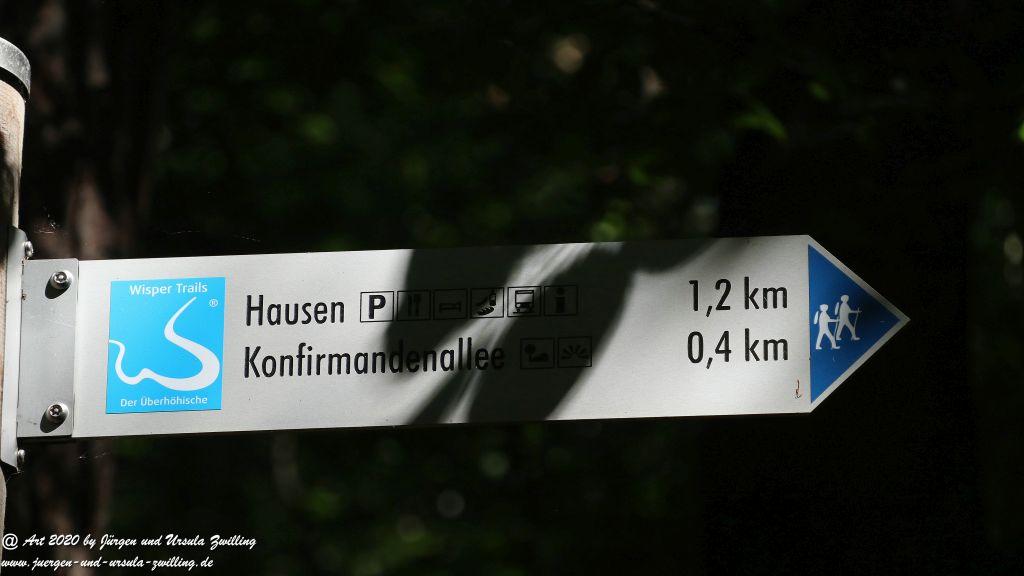 Wisper Trails
®
Der Überhöhische
Hausen P 1,2 km
Konfirmandenallee 0,4 km
@ Art 2020 by Jürgen und Ursula Zwilling
www.juergen-und-ursula-zwilling.de